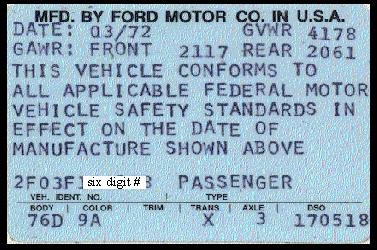 MFD. BY FORD MOTOR CO. IN U.S.A.
DATE: 03/72 GVWR 4178
GAWR: FRONT 2117 REAR 2061
THIS VEHICLE CONFORMS TO
ALL APPLICABLE FEDERAL MOTOR
VEHICLE SAFETY STANDARDS IN
EFFECT ON THE DATE OF
MANUFACTURE SHOWN ABOVE
2F03F six digit # PASSENGER
VEH. IDENT. NO. TYPE
BODY COLOR TRIM TRANS. AXLE DSO
76D 9A X 3 170518